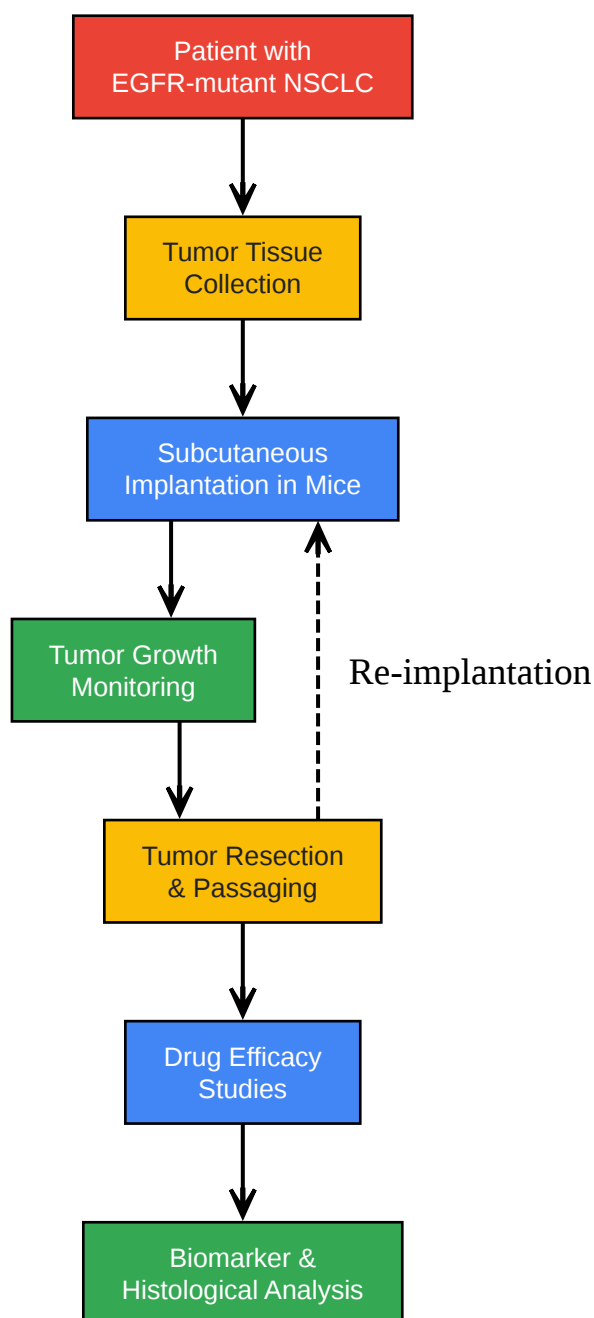 Patient with
EGFR-mutant NSCLC
Tumor Tissue
Collection
Subcutaneous
Implantation in Mice
Tumor Growth
Monitoring
Re-implantation
Tumor Resection
& Passaging
Drug Efficacy
Studies
Biomarker &
Histological Analysis